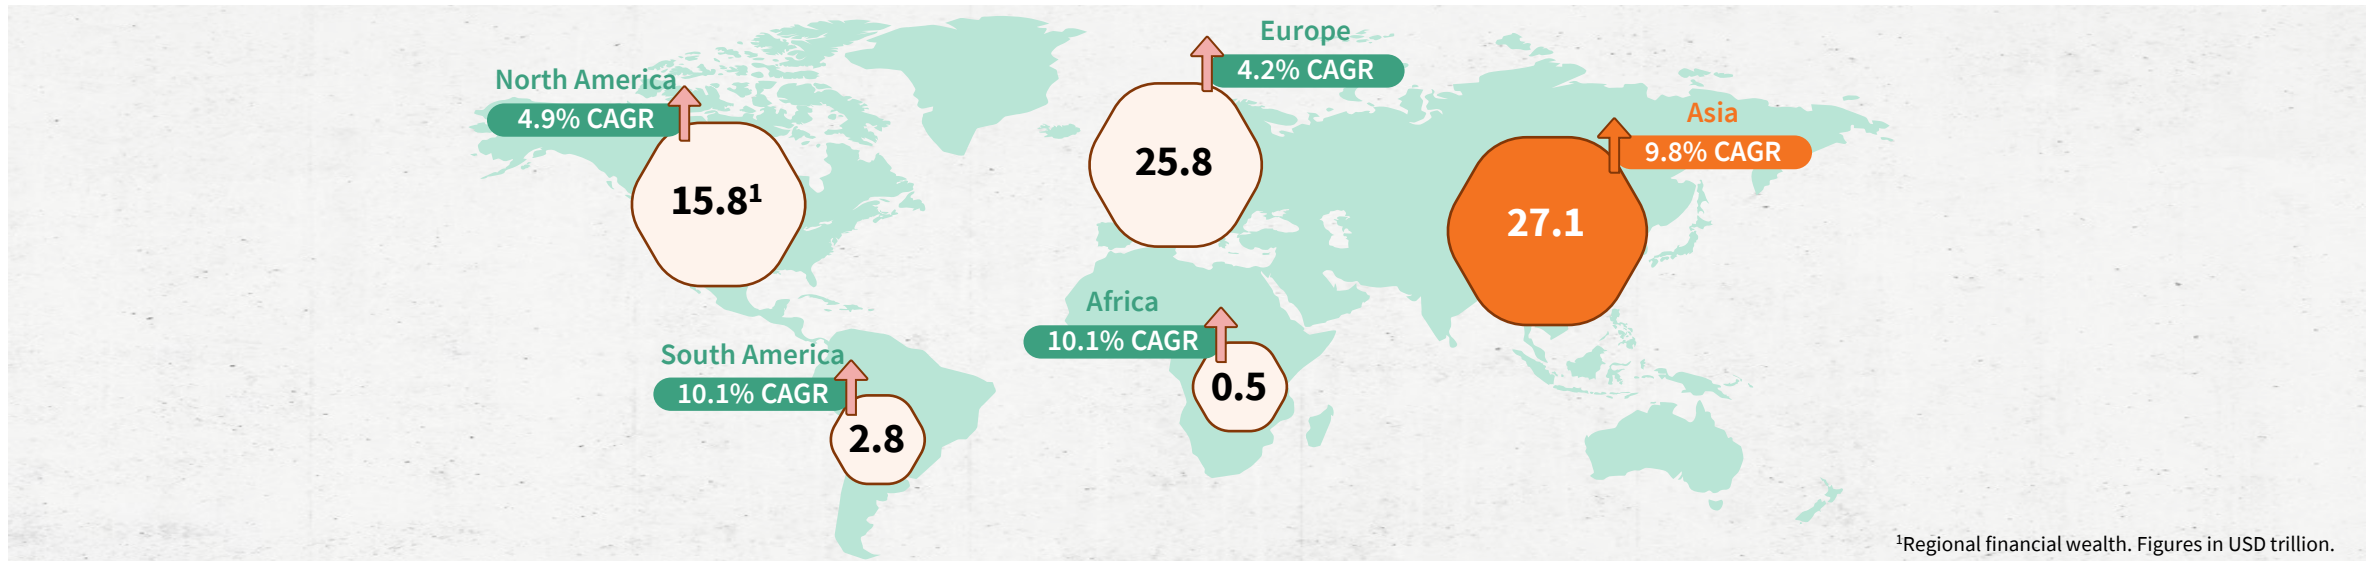 North America
4.9% CAGR
15.8¹
Europe
4.2% CAGR
25.8
Asia
9.8% CAGR
27.1
South America
10.1% CAGR
2.8
Africa
10.1% CAGR
0.5
¹Regional financial wealth. Figures in USD trillion.